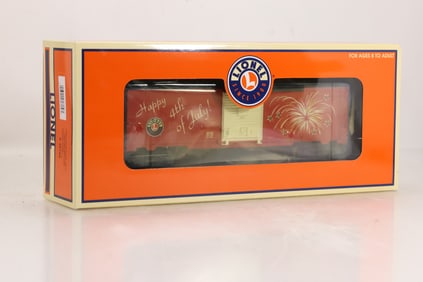 FOR AGES 8 TO ADULT
LIONEL
SINCE 1900
Happy
4th
of July!
LIONEL